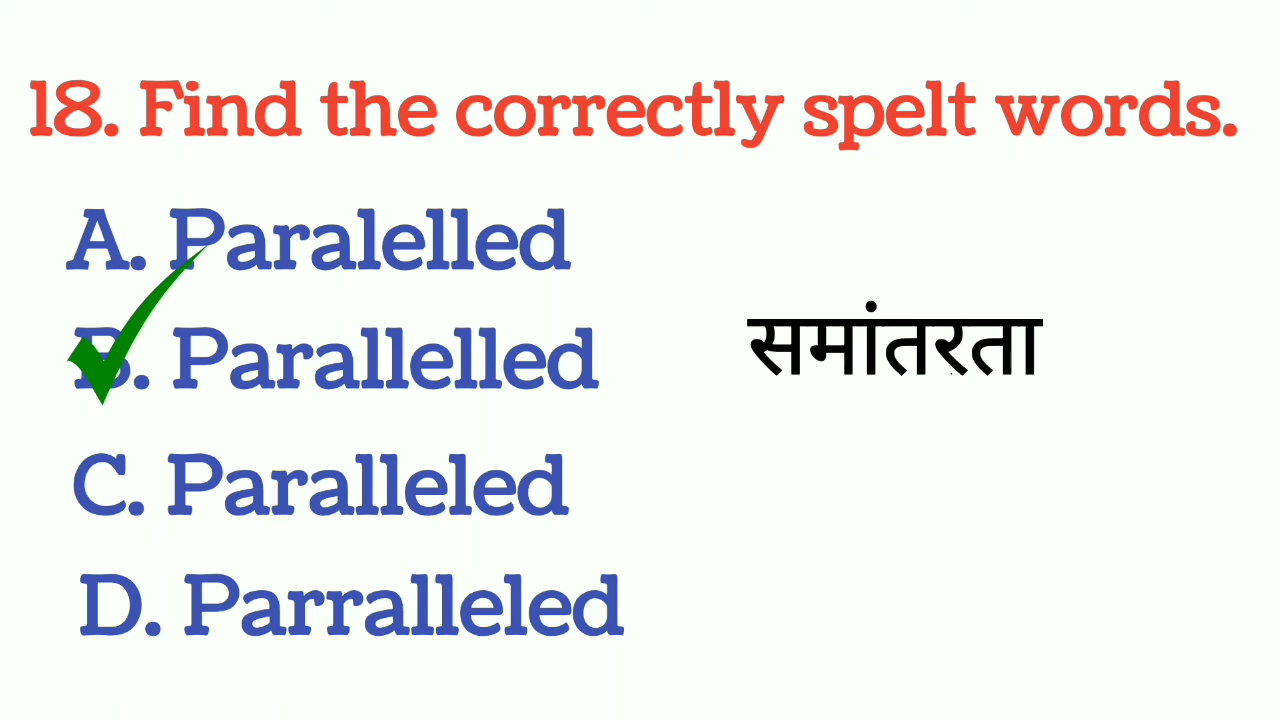 18. Find the correctly spelt words.
A. Paralelled
B. Parallelled
समांतरता
C. Paralleled
D. Parralleled